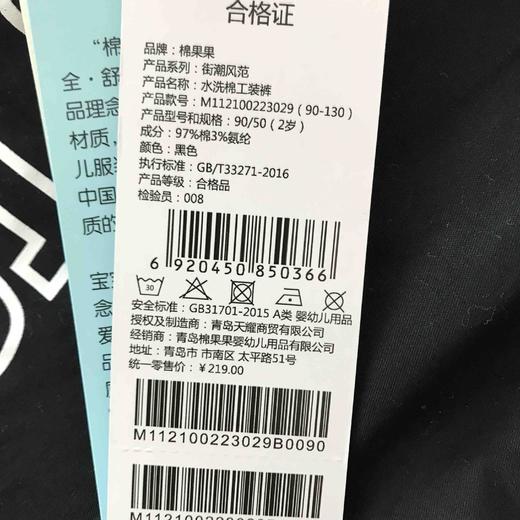 合格证
品牌：棉果果
产品系列：街潮风范
产品名称：水洗棉工装裤
产品款号：M112100223029（90-130）
产品型号和规格：90/50（2岁）
成分：97%棉3%氨纶
颜色：黑色
执行标准：GB/T33271-2016
产品等级：合格品
检验员：008
6 920450 850366
30
安全标准：GB31701-2015 A类 婴幼儿用品
授权及制造商：青岛天耀商贸有限公司
经销商：青岛棉果果婴幼儿用品有限公司
地址：青岛市 市南区 太平路51号
统一零售价：￥219.00
M112100223029B0090
“棉
全·舒
品理念
材质，
儿服装
中国
质的
宝宝
念
爱
品